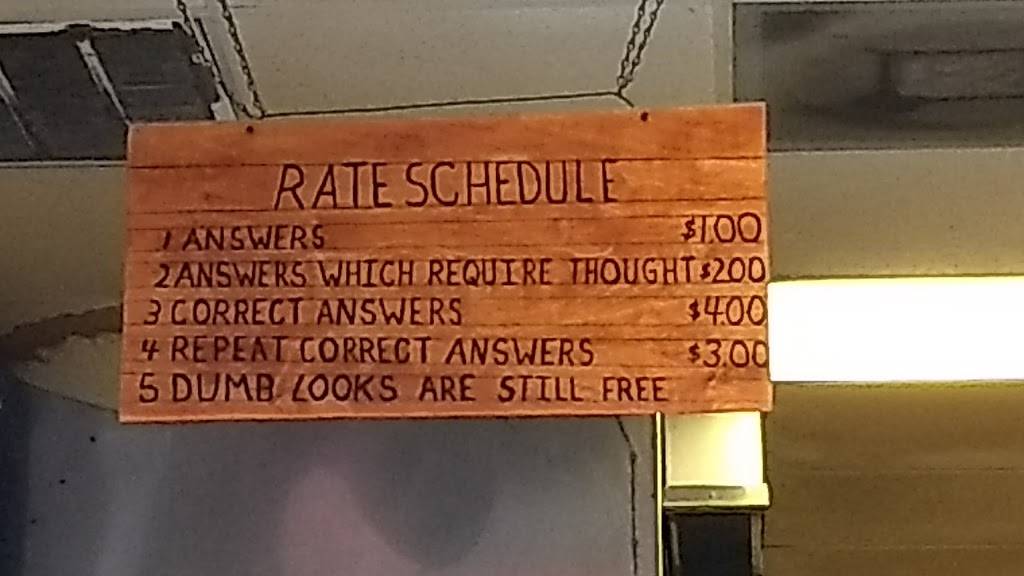 RATE SCHEDULE
1 ANSWERS $1.00
2 ANSWERS WHICH REQUIRE THOUGHT $2.00
3 CORRECT ANSWERS $4.00
4 REPEAT CORRECT ANSWERS $3.00
5 DUMB LOOKS ARE STILL FREE